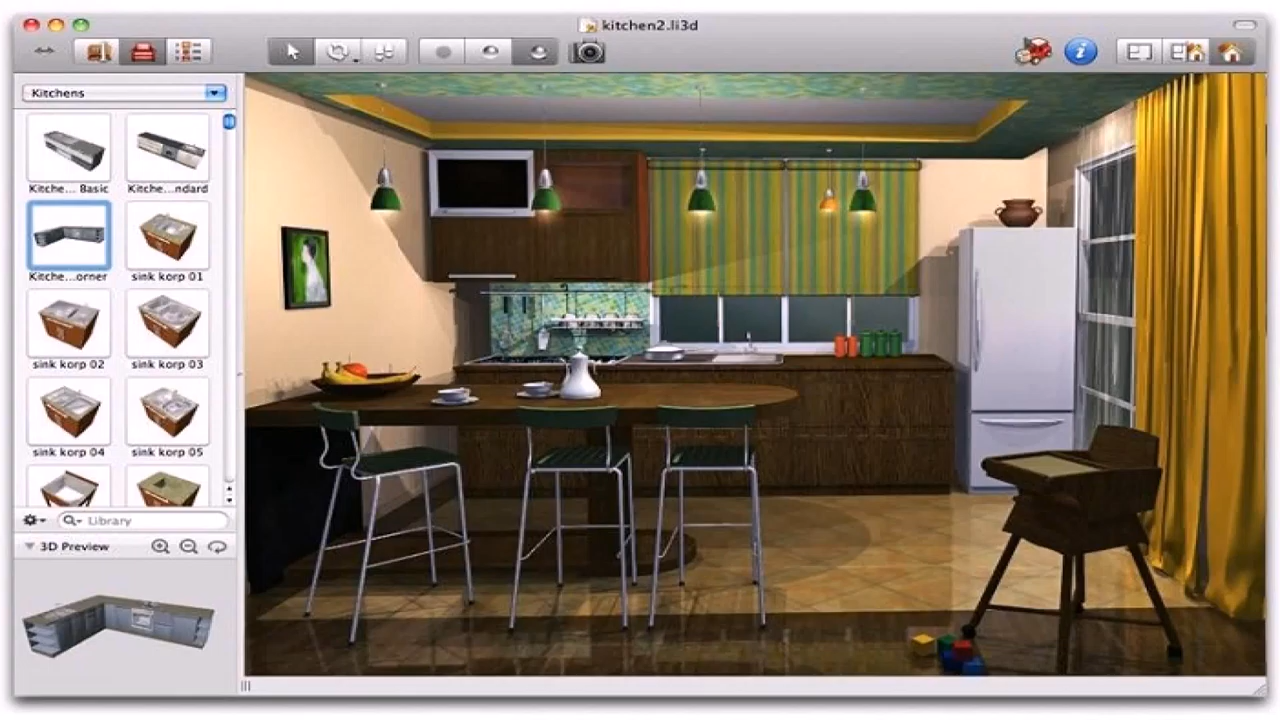 kitchen2.li3d
Kitchens
Kitche... Basic
Kitche...ndard
Kitche...orner
sink korp 01
sink korp 02
sink korp 03
sink korp 04
sink korp 05
Library
3D Preview